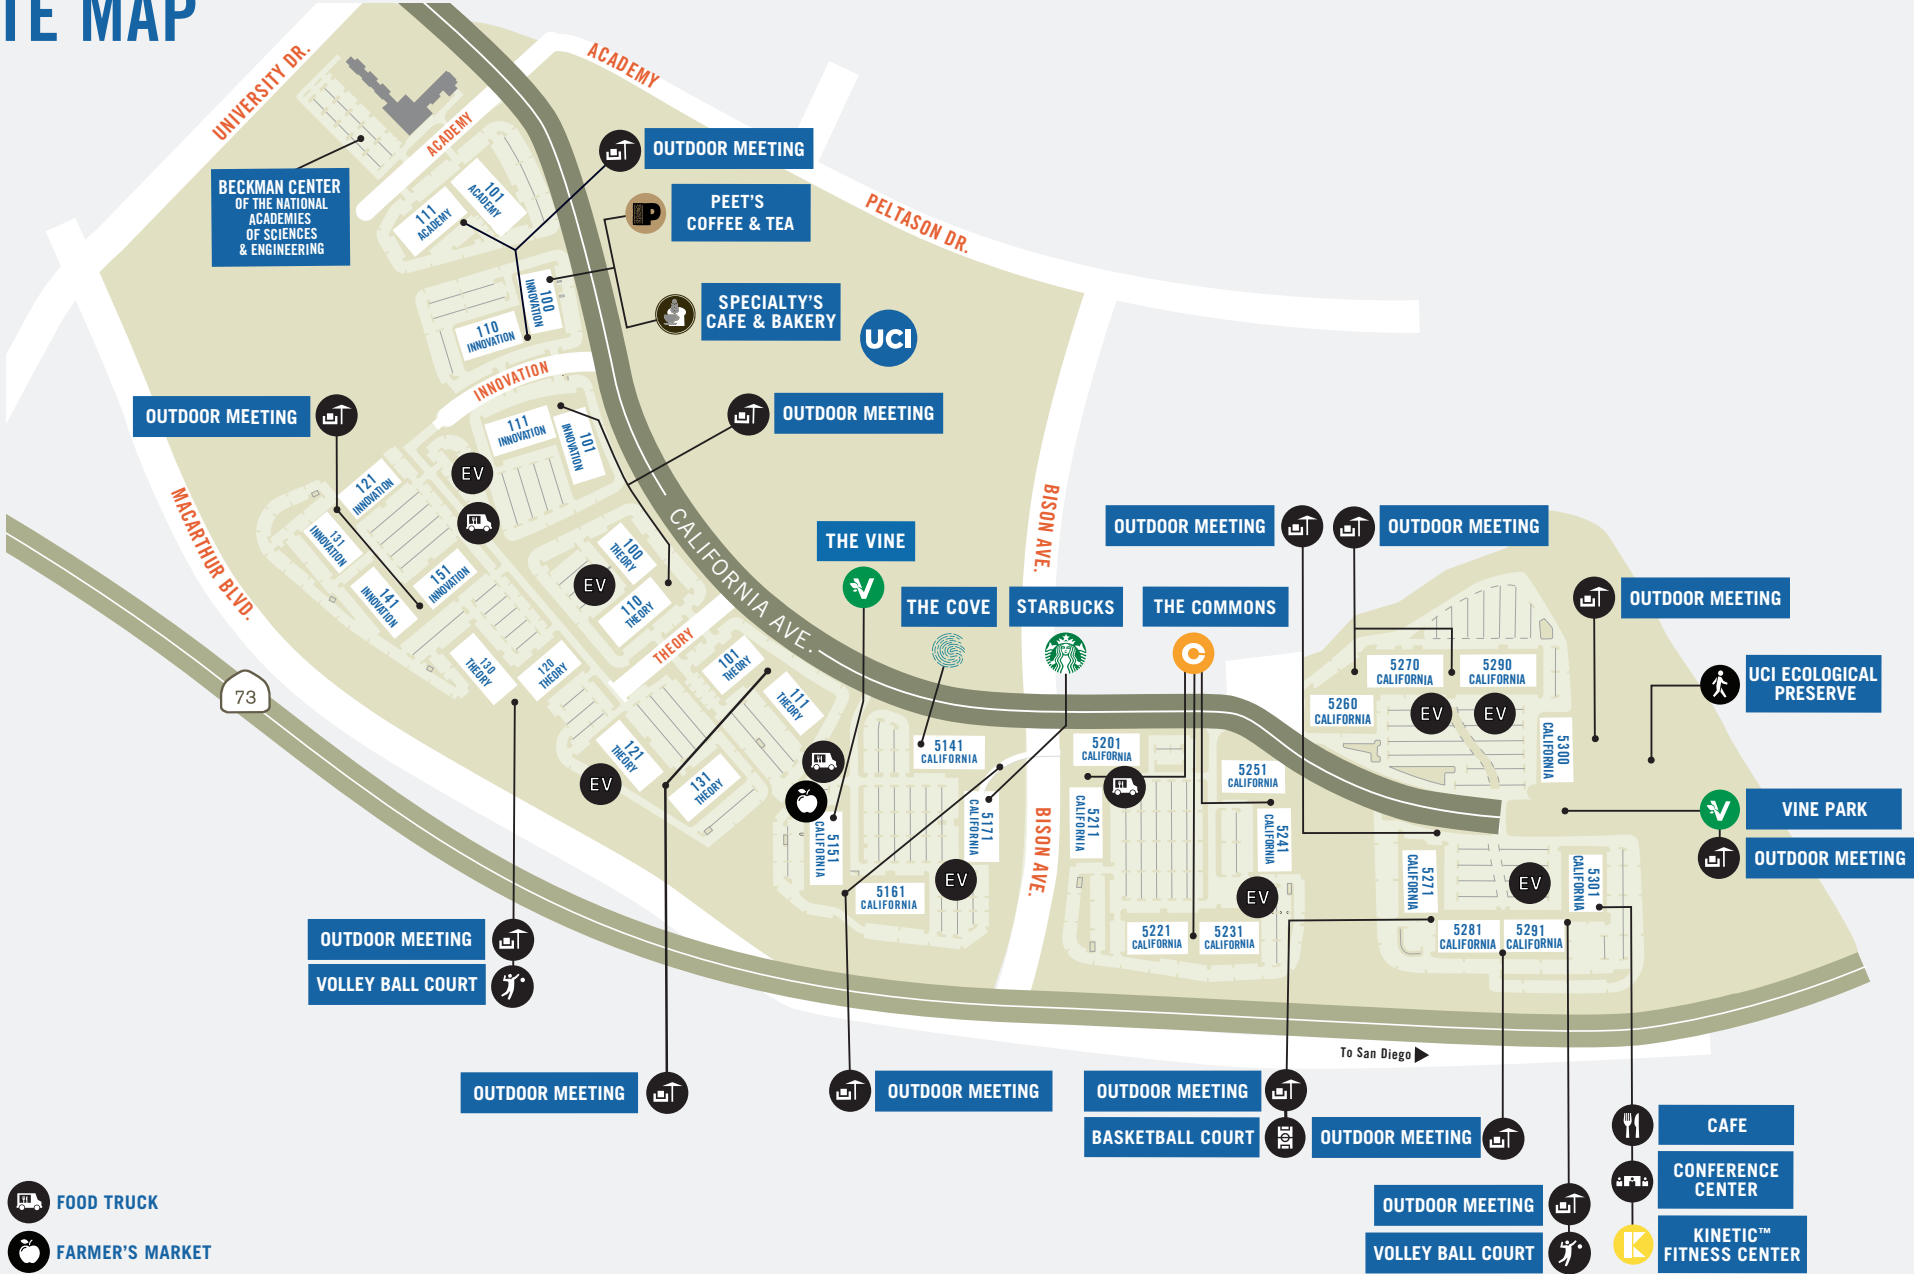 TE MAP
UNIVERSITY DR.
ACADEMY
ACADEMY
OUTDOOR MEETING
BECKMAN CENTER
OF THE NATIONAL
ACADEMIES
OF SCIENCES
& ENGINEERING
101
ACADEMY
111
ACADEMY
P
PEET'S
COFFEE & TEA
PELTASON DR.
100
INNOVATION
110
INNOVATION
SPECIALTY'S
CAFE & BAKERY
UCI
INNOVATION
OUTDOOR MEETING
OUTDOOR MEETING
111
INNOVATION
101
INNOVATION
EV
121
INNOVATION
MACARTHUR BLVD.
131
INNOVATION
141
INNOVATION
151
INNOVATION
CALIFORNIA AVE.
100
THEORY
EV
110
THEORY
THEORY
BISON AVE.
THE VINE
V
THE COVE
STARBUCKS
THE COMMONS
C
OUTDOOR MEETING
OUTDOOR MEETING
OUTDOOR MEETING
130
THEORY
120
THEORY
101
THEORY
111
THEORY
121
THEORY
131
THEORY
EV
73
5270
CALIFORNIA
5290
CALIFORNIA
5260
CALIFORNIA
EV
EV
5300
CALIFORNIA
UCI ECOLOGICAL
PRESERVE
5141
CALIFORNIA
5201
CALIFORNIA
5251
CALIFORNIA
5151
CALIFORNIA
5171
CALIFORNIA
5211
CALIFORNIA
5241
CALIFORNIA
V
VINE PARK
OUTDOOR MEETING
BISON AVE.
5161
CALIFORNIA
EV
EV
5271
CALIFORNIA
EV
5301
CALIFORNIA
5221
CALIFORNIA
5231
CALIFORNIA
5281
CALIFORNIA
5291
CALIFORNIA
OUTDOOR MEETING
VOLLEY BALL COURT
To San Diego
OUTDOOR MEETING
OUTDOOR MEETING
OUTDOOR MEETING
BASKETBALL COURT
OUTDOOR MEETING
CAFE
CONFERENCE
CENTER
OUTDOOR MEETING
VOLLEY BALL COURT
K
KINETIC™
FITNESS CENTER
FOOD TRUCK
FARMER'S MARKET